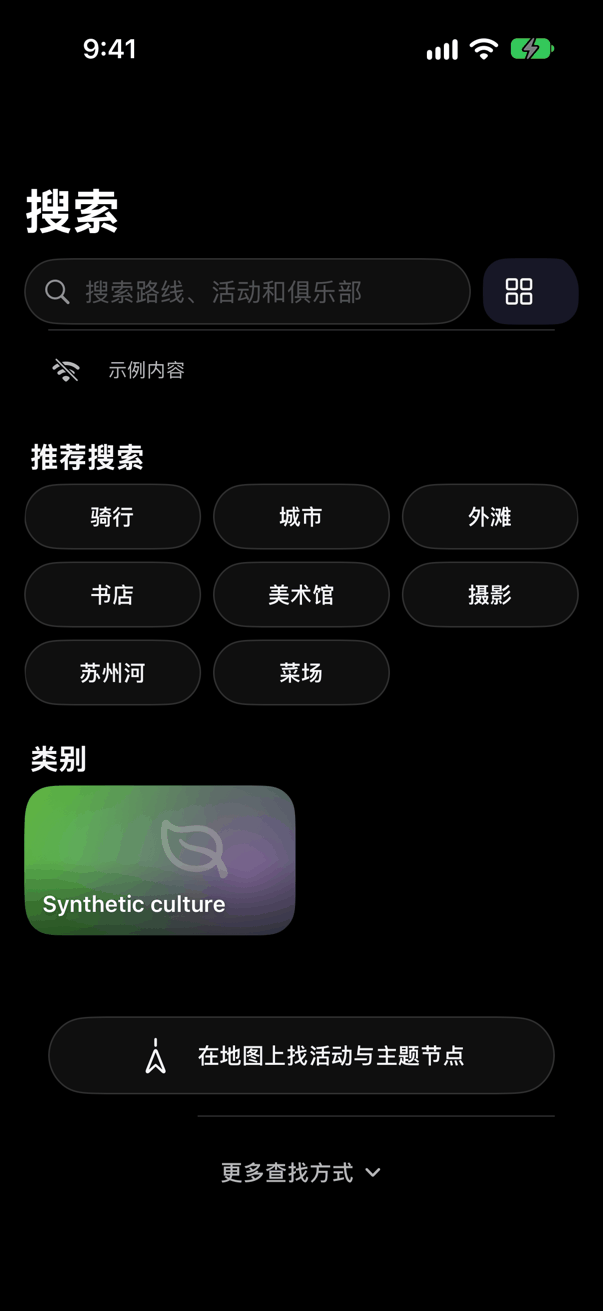 9:41
搜索
搜索路线、活动和俱乐部
示例内容
推荐搜索
骑行
城市
外滩
书店
美术馆
摄影
苏州河
菜场
类别
Synthetic culture
在地图上找活动与主题节点
更多查找方式